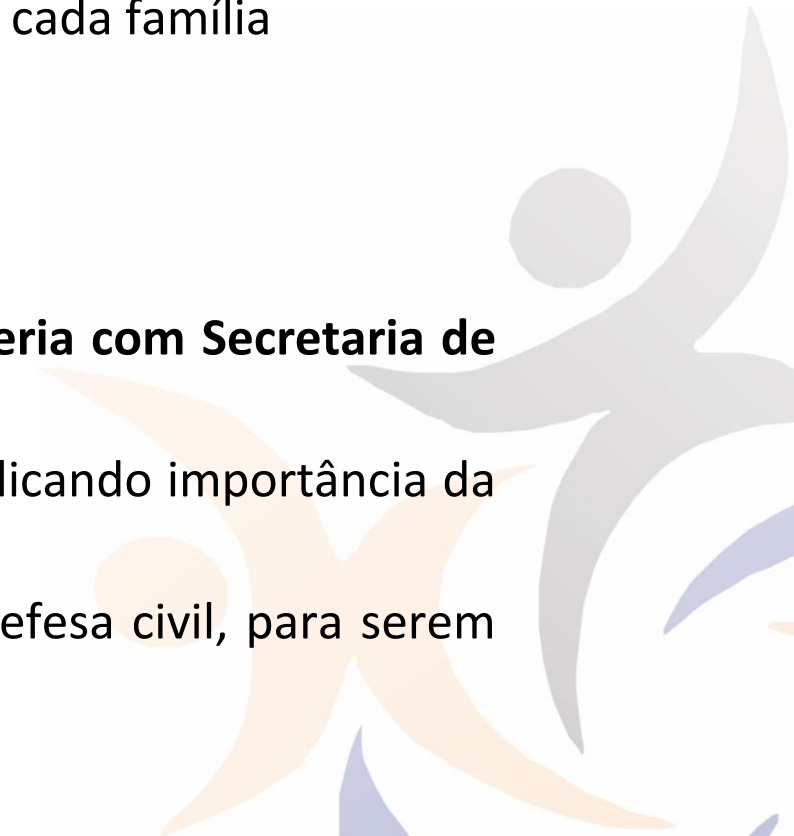 cada família
eria com Secretaria de
licando importância da
efesa civil, para serem